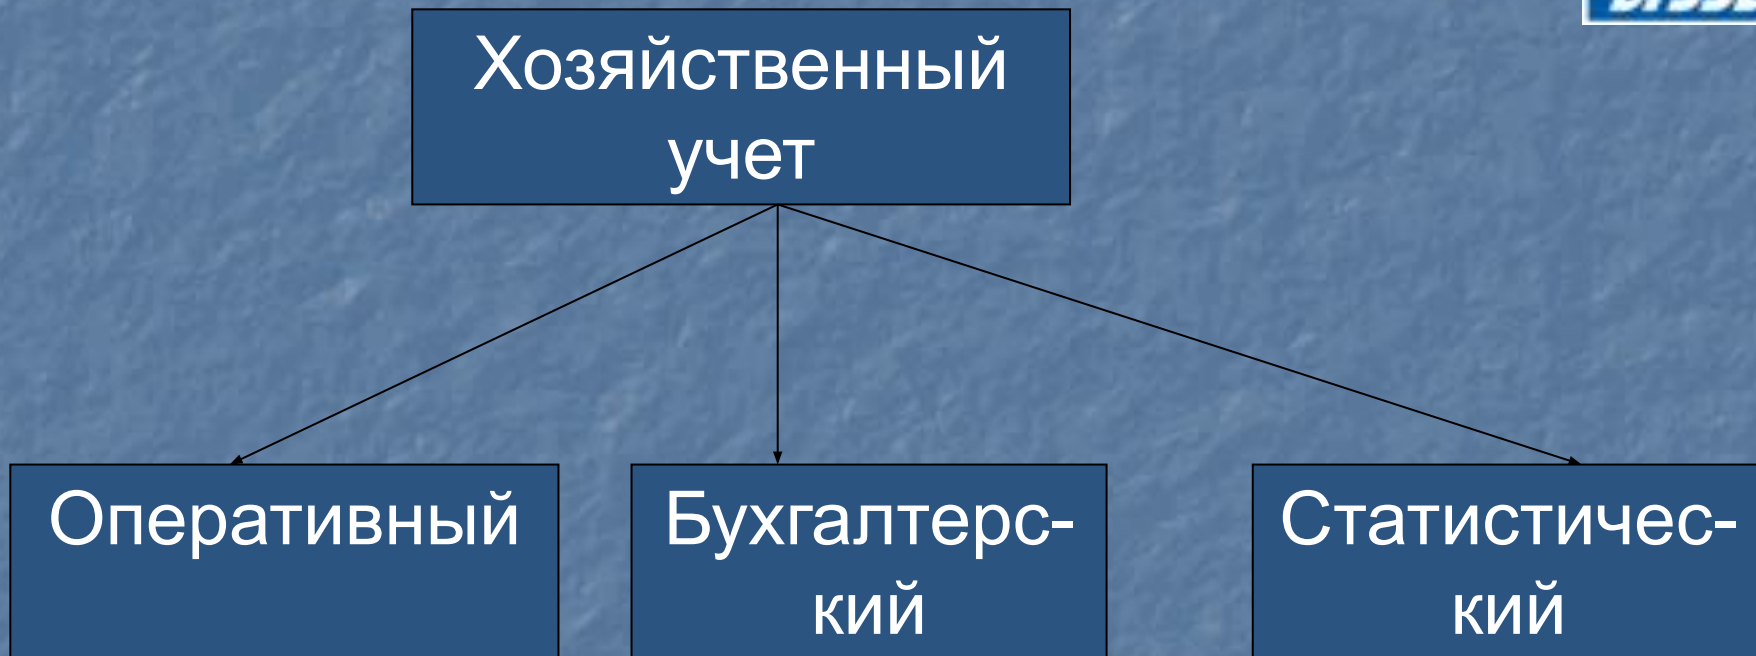 Хозяйственный
учет
Оперативный
Бухгалтерс-
кий
Статистичес-
кий